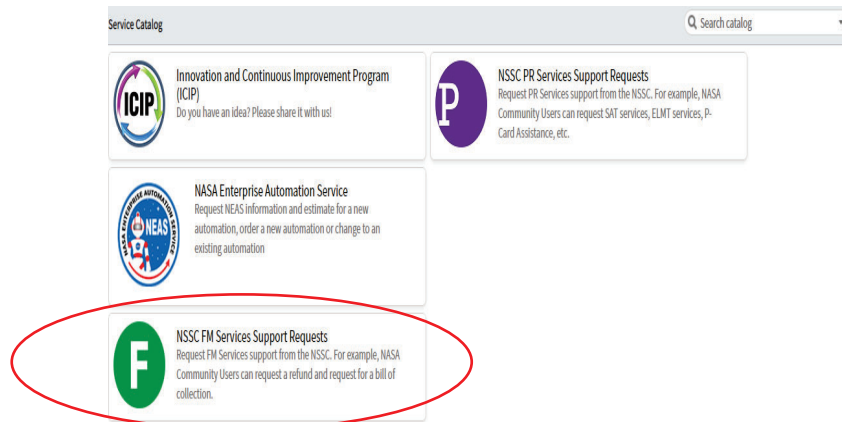 Service Catalog
Search catalog
ICIP
Innovation and Continuous Improvement Program
(ICIP)
Do you have an idea? Please share it with us!
P
NSSC PR Services Support Requests
Request PR Services support from the NSSC. For example, NASA
Community Users can request SAT services, ELMT services, P-
Card Assistance, etc.
NASA ENTERPRISE AUTOMATION SERVICE
NEAS
NASA Enterprise Automation Service
Request NEAS information and estimate for a new
automation, order a new automation or change to an
existing automation
F
NSSC FM Services Support Requests
Request FM Services support from the NSSC. For example, NASA
Community Users can request a refund and request for a bill of
collection.